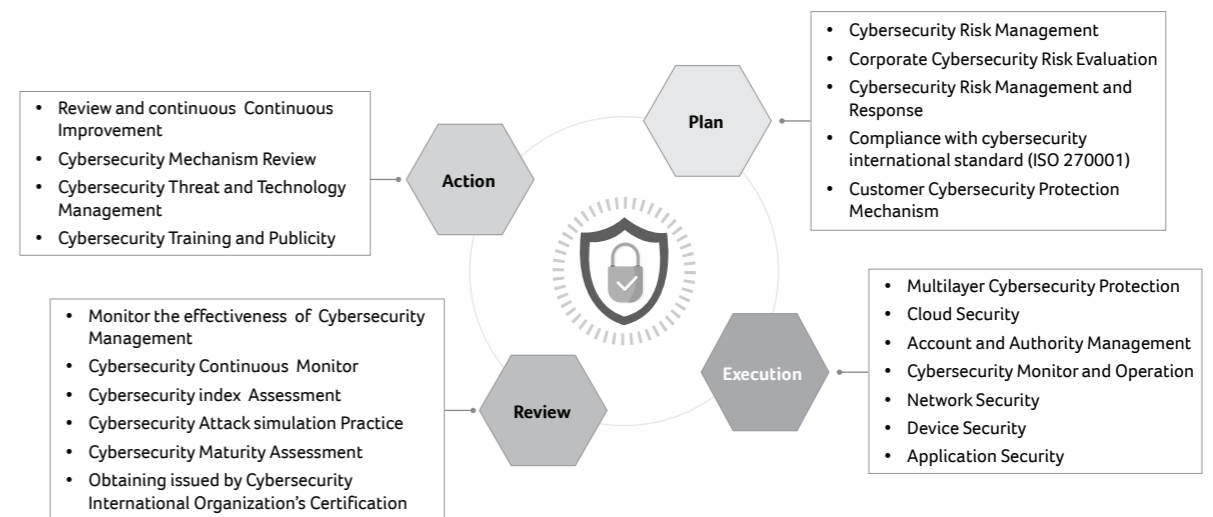 Plan
• Cybersecurity Risk Management
• Corporate Cybersecurity Risk Evaluation
• Cybersecurity Risk Management and
Response
• Compliance with cybersecurity
international standard (ISO 270001)
• Customer Cybersecurity Protection
Mechanism
Execution
• Multilayer Cybersecurity Protection
• Cloud Security
• Account and Authority Management
• Cybersecurity Monitor and Operation
• Network Security
• Device Security
• Application Security
Review
• Monitor the effectiveness of Cybersecurity
Management
• Cybersecurity Continuous Monitor
• Cybersecurity index Assessment
• Cybersecurity Attack simulation Practice
• Cybersecurity Maturity Assessment
• Obtaining issued by Cybersecurity
International Organization’s Certification
Action
• Review and continuous Continuous
Improvement
• Cybersecurity Mechanism Review
• Cybersecurity Threat and Technology
Management
• Cybersecurity Training and Publicity